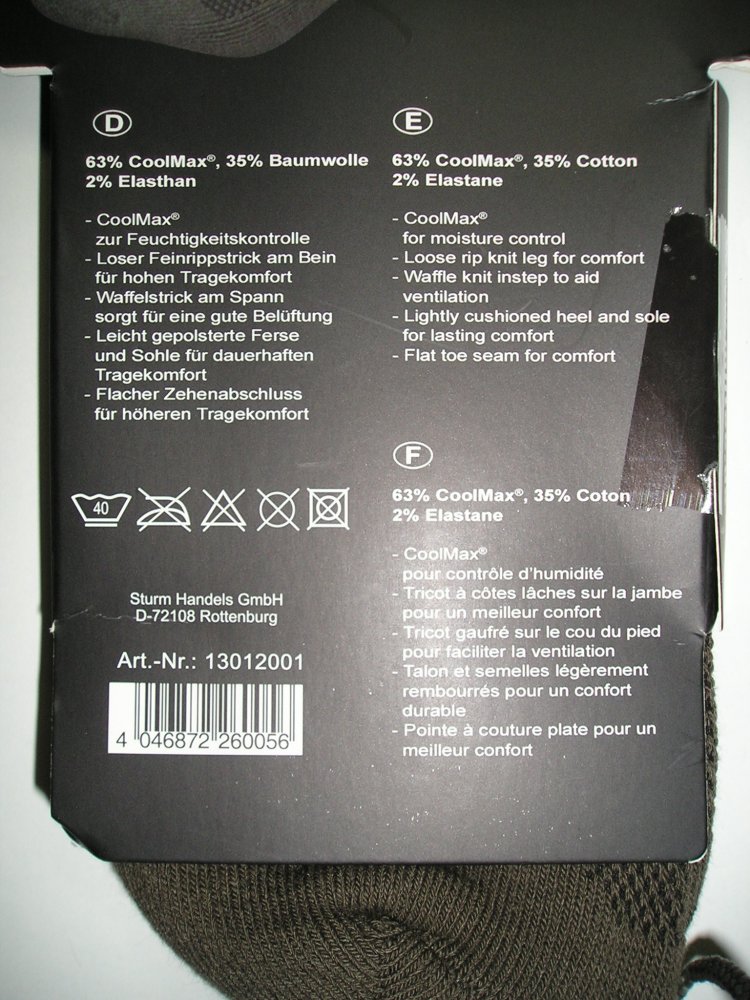 D
63% CoolMax®, 35% Baumwolle
2% Elasthan
- CoolMax®
zur Feuchtigkeitskontrolle
- Loser Feinrippstrick am Bein
für hohen Tragekomfort
- Waffelstrick am Spann
sorgt für eine gute Belüftung
- Leicht gepolsterte Ferse
und Sohle für dauerhaften
Tragekomfort
- Flacher Zehenabschluss
für höheren Tragekomfort
40
Sturm Handels GmbH
D-72108 Rottenburg
Art.-Nr.: 13012001
4 046872 260056
E
63% CoolMax®, 35% Cotton
2% Elastane
- CoolMax®
for moisture control
- Loose rip knit leg for comfort
- Waffle knit instep to aid
ventilation
- Lightly cushioned heel and sole
for lasting comfort
- Flat toe seam for comfort
F
63% CoolMax®, 35% Coton
2% Elastane
- CoolMax®
pour contrôle d'humidité
- Tricot à côtes lâches sur la jambe
pour un meilleur confort
- Tricot gaufré sur le cou du pied
pour faciliter la ventilation
- Talon et semelles légèrement
rembourrés pour un confort
durable
- Pointe à couture plate pour un
meilleur confort